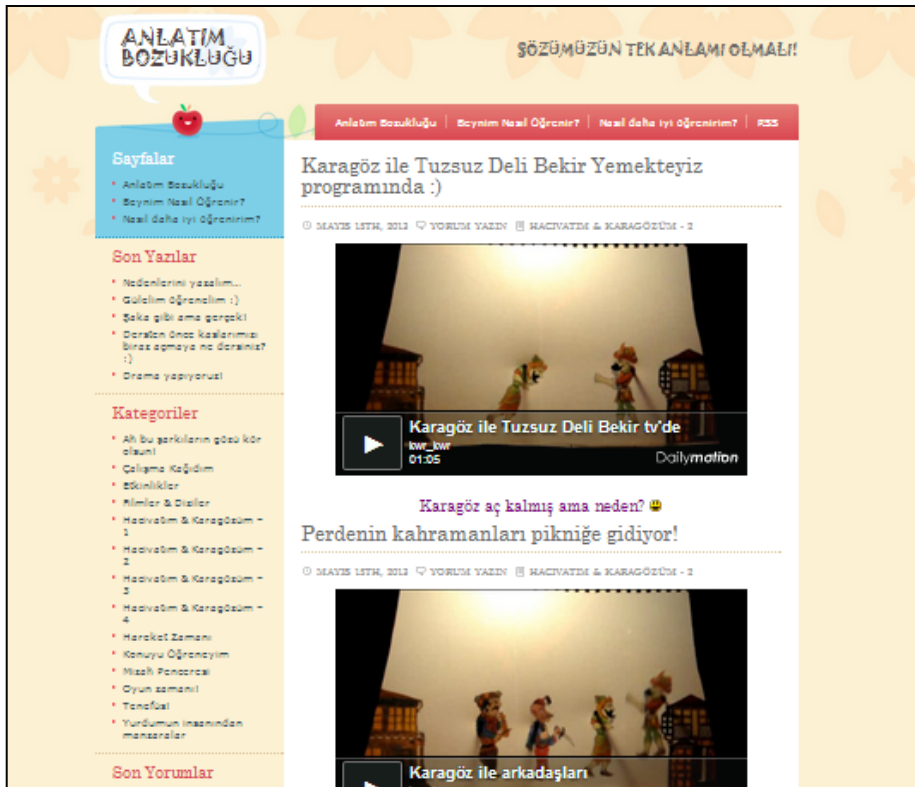 ANLATIM
BOZUKLUĞU
SÖZÜMÜZÜN TEK ANLAMI OLMALI!
Anlatım Bozukluğu | Beynim Nasıl Öğrenir? | Nasıl daha iyi öğrenirim? | RSS
Sayfalar
Anlatım Bozukluğu
Beynim Nasıl Öğrenir?
Nasıl daha iyi öğrenirim?
Son Yazılar
Nedenlerini yazalım...
Gülelim öğrenelim :)
Şaka gibi ama gerçek!
Dersten önce kaslarımızı
biraz açmaya ne dersiniz?
:)
Drama yapıyoruz!
Kategoriler
Ah bu şarkıların gözü kör
olsun!
Çalışma Kağıdım
Etkinlikler
Filmler & Diziler
Hacivatım & Karagözüm –
1
Hacivatım & Karagözüm –
2
Hacivatım & Karagözüm –
3
Hacivatım & Karagözüm –
4
Hareket Zamanı
Konuyu Öğreneyim
Mizah Penceresi
Oyun zamanı!
Tenefüs!
Yurdumun insanından
manzaralar
Son Yorumlar
Karagöz ile Tuzsuz Deli Bekir Yemekteyiz
programında :)
MAYIS 15TH, 2012 YORUM YAZIN HACIVATIM & KARAGÖZÜM - 2
Karagöz ile Tuzsuz Deli Bekir tv'de
kwr_kwr
01:05
Dailymotion
Karagöz aç kalmış ama neden?
Perdenin kahramanları pikniğe gidiyor!
MAYIS 15TH, 2012 YORUM YAZIN HACIVATIM & KARAGÖZÜM - 2
Karagöz ile arkadaşları